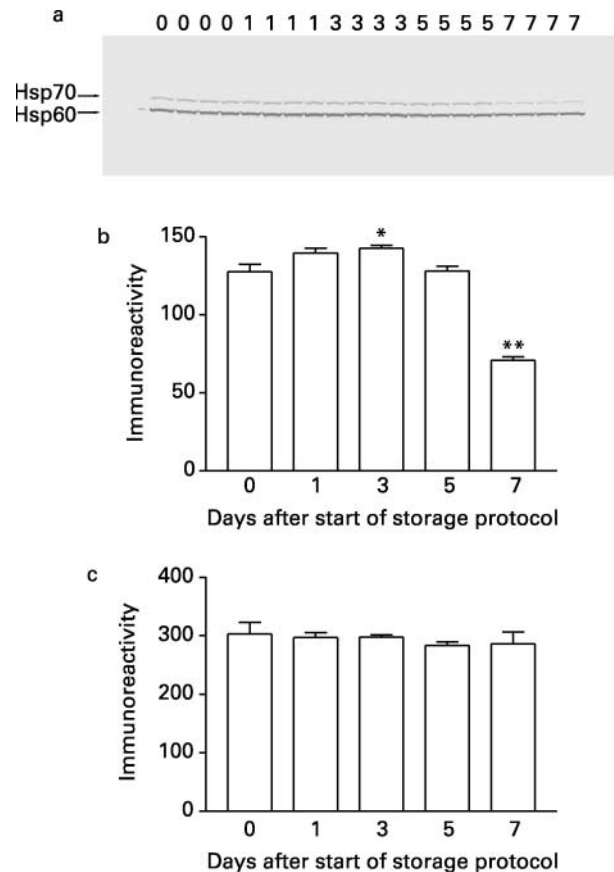 a
0 0 0 0 1 1 1 1 3 3 3 3 5 5 5 5 7 7 7 7
Hsp70
Hsp60
b
150
100
50
0
Immunoreactivity
*
**
0 1 3 5 7
Days after start of storage protocol
c
400
300
200
100
0
Immunoreactivity
0 1 3 5 7
Days after start of storage protocol